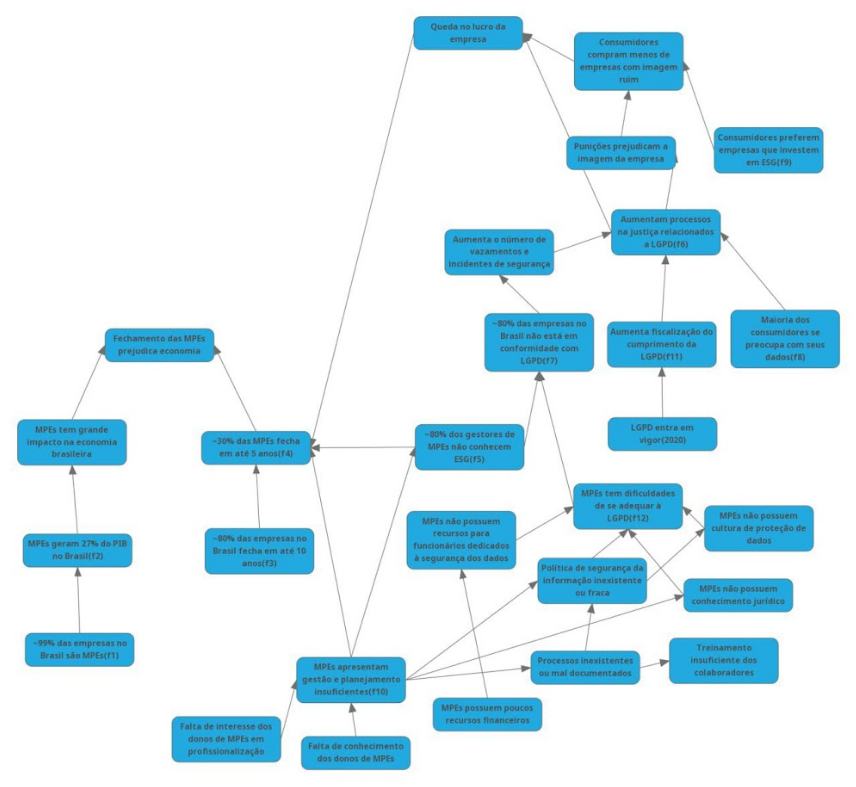 Queda no lucro da
empresa
Consumidores
compram menos de
empresas com imagem
ruim
Punições prejudicam a
imagem da empresa
Consumidores preferem
empresas que investem
em ESG(f9)
Aumentam processos
na justiça relacionados
a LGPD(f6)
Aumenta o número de
vazamentos e
incidentes de segurança
~80% das empresas no
Brasil não está em
conformidade com
LGPD(f7)
Aumenta fiscalização do
cumprimento da
LGPD(f11)
Maioria dos
consumidores se
preocupa com seus
dados(f8)
Fechamento das MPEs
prejudica economia
MPEs tem grande
impacto na economia
brasileira
~30% das MPEs fecha
em até 5 anos(f4)
~80% dos gestores de
MPEs não conhecem
ESG(f5)
LGPD entra em
vigor(2020)
MPEs tem dificuldades
de se adequar à
LGPD(f12)
MPEs não possuem
recursos para
funcionários dedicados
à segurança dos dados
MPEs não possuem
cultura de proteção de
dados
MPEs geram 27% do PIB
no Brasil(f2)
~80% das empresas no
Brasil fecha em até 10
anos(f3)
Política de segurança da
informação inexistente
ou fraca
MPEs não possuem
conhecimento jurídico
~99% das empresas no
Brasil são MPEs(f1)
MPEs apresentam
gestão e planejamento
insuficientes(f10)
Processos inexistentes
ou mal documentados
Treinamento
insuficiente dos
colaboradores
MPEs possuem poucos
recursos financeiros
Falta de interesse dos
donos de MPEs em
profissionalização
Falta de conhecimento
dos donos de MPEs